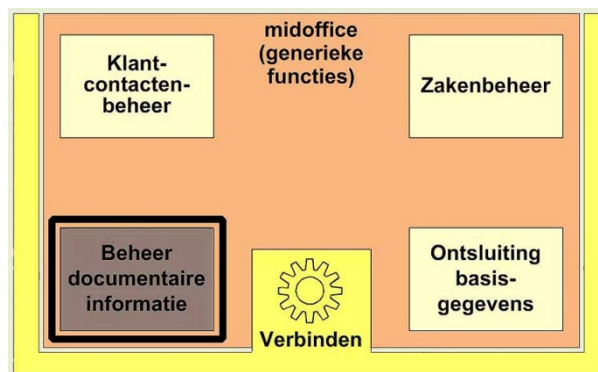 midoffice
(generieke
functies)
Klant-
contacten-
beheer
Zakenbeheer
Beheer
documentaire
informatie
Verbinden
Ontsluiting
basis-
gegevens